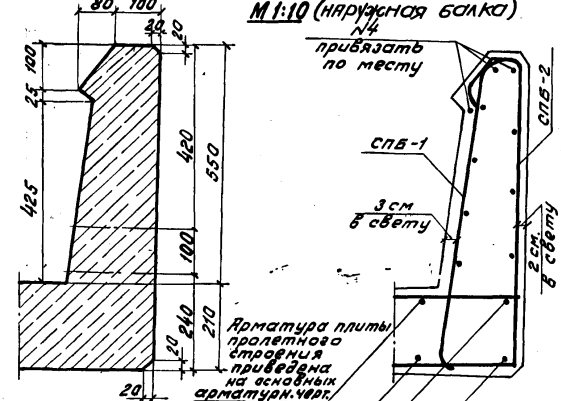 М 1:10 (наружная балка)
80 100
20
20
100
25
425
420
550
100
240
210
20
20
N4
привязать
по месту
СПБ-2
СПБ-1
3 см
в свету
2 см.
в свету
Арматура плиты
пролетного
строения
приведена
на основных
арматурн. черт.